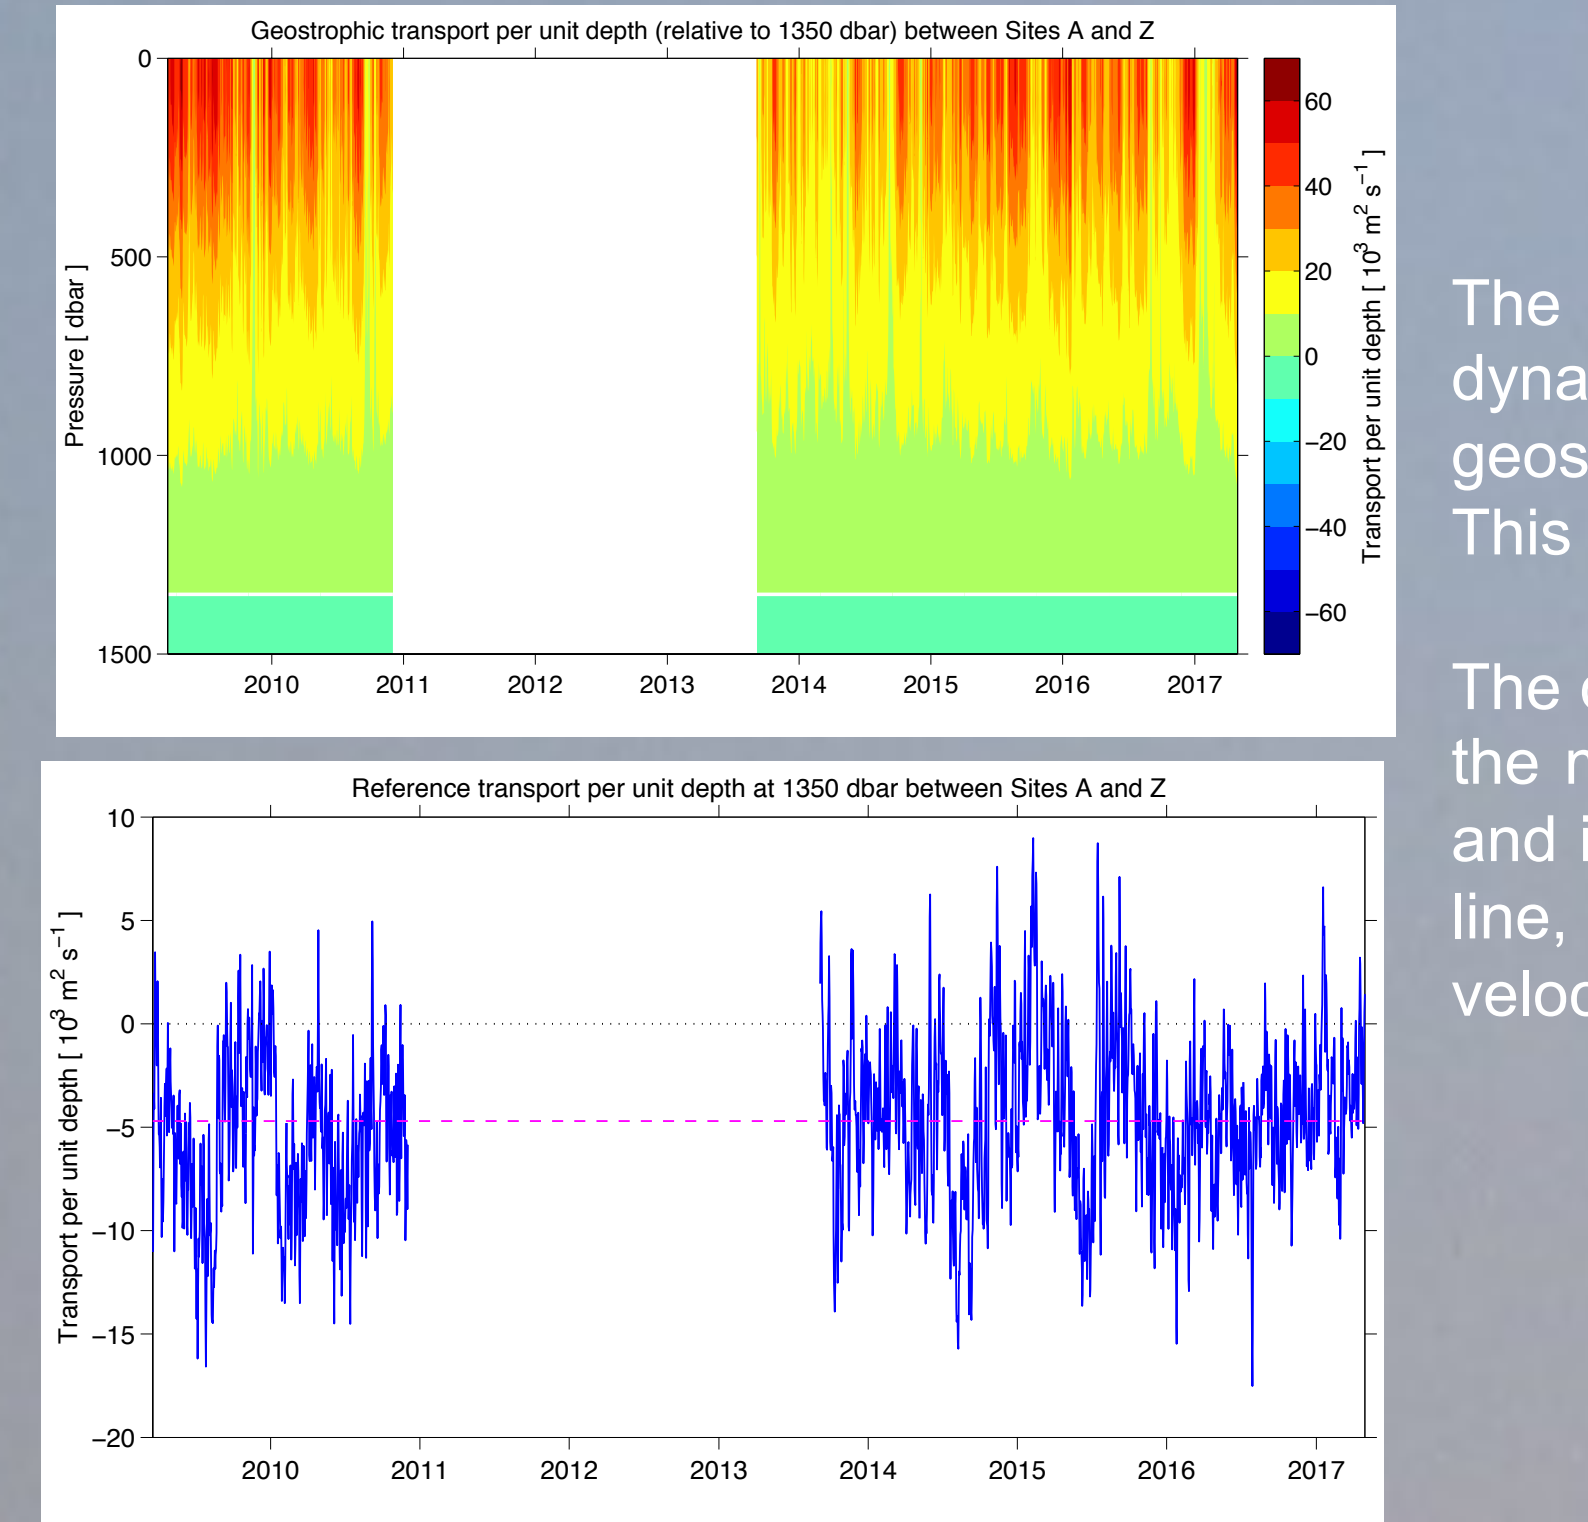 Geostrophic transport per unit depth (relative to 1350 dbar) between Sites A and Z
0
500
1000
1500
Pressure [ dbar ]
2010 2011 2012 2013 2014 2015 2016 2017
60
40
20
0
−20
−40
−60
Transport per unit depth [ 10³ m² s⁻¹ ]
Reference transport per unit depth at 1350 dbar between Sites A and Z
10
5
0
−5
−10
−15
−20
Transport per unit depth [ 10³ m² s⁻¹ ]
2010 2011 2012 2013 2014 2015 2016 2017
The
dyna
geos
This
The
the
and
line,
veloc